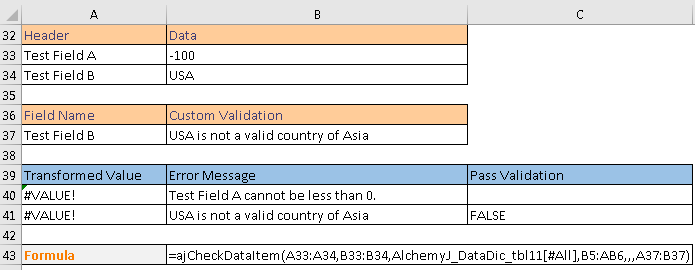 A B C
32 Header Data
33 Test Field A -100
34 Test Field B USA
35
36 Field Name Custom Validation
37 Test Field B USA is not a valid country of Asia
38
39 Transformed Value Error Message Pass Validation
40 #VALUE! Test Field A cannot be less than 0.
41 #VALUE! USA is not a valid country of Asia FALSE
42
43 Formula =ajCheckDataItem(A33:A34,B33:B34,AlchemyJ_DataDic_tbl11[#All],B5:AB6,,,A37:B37)